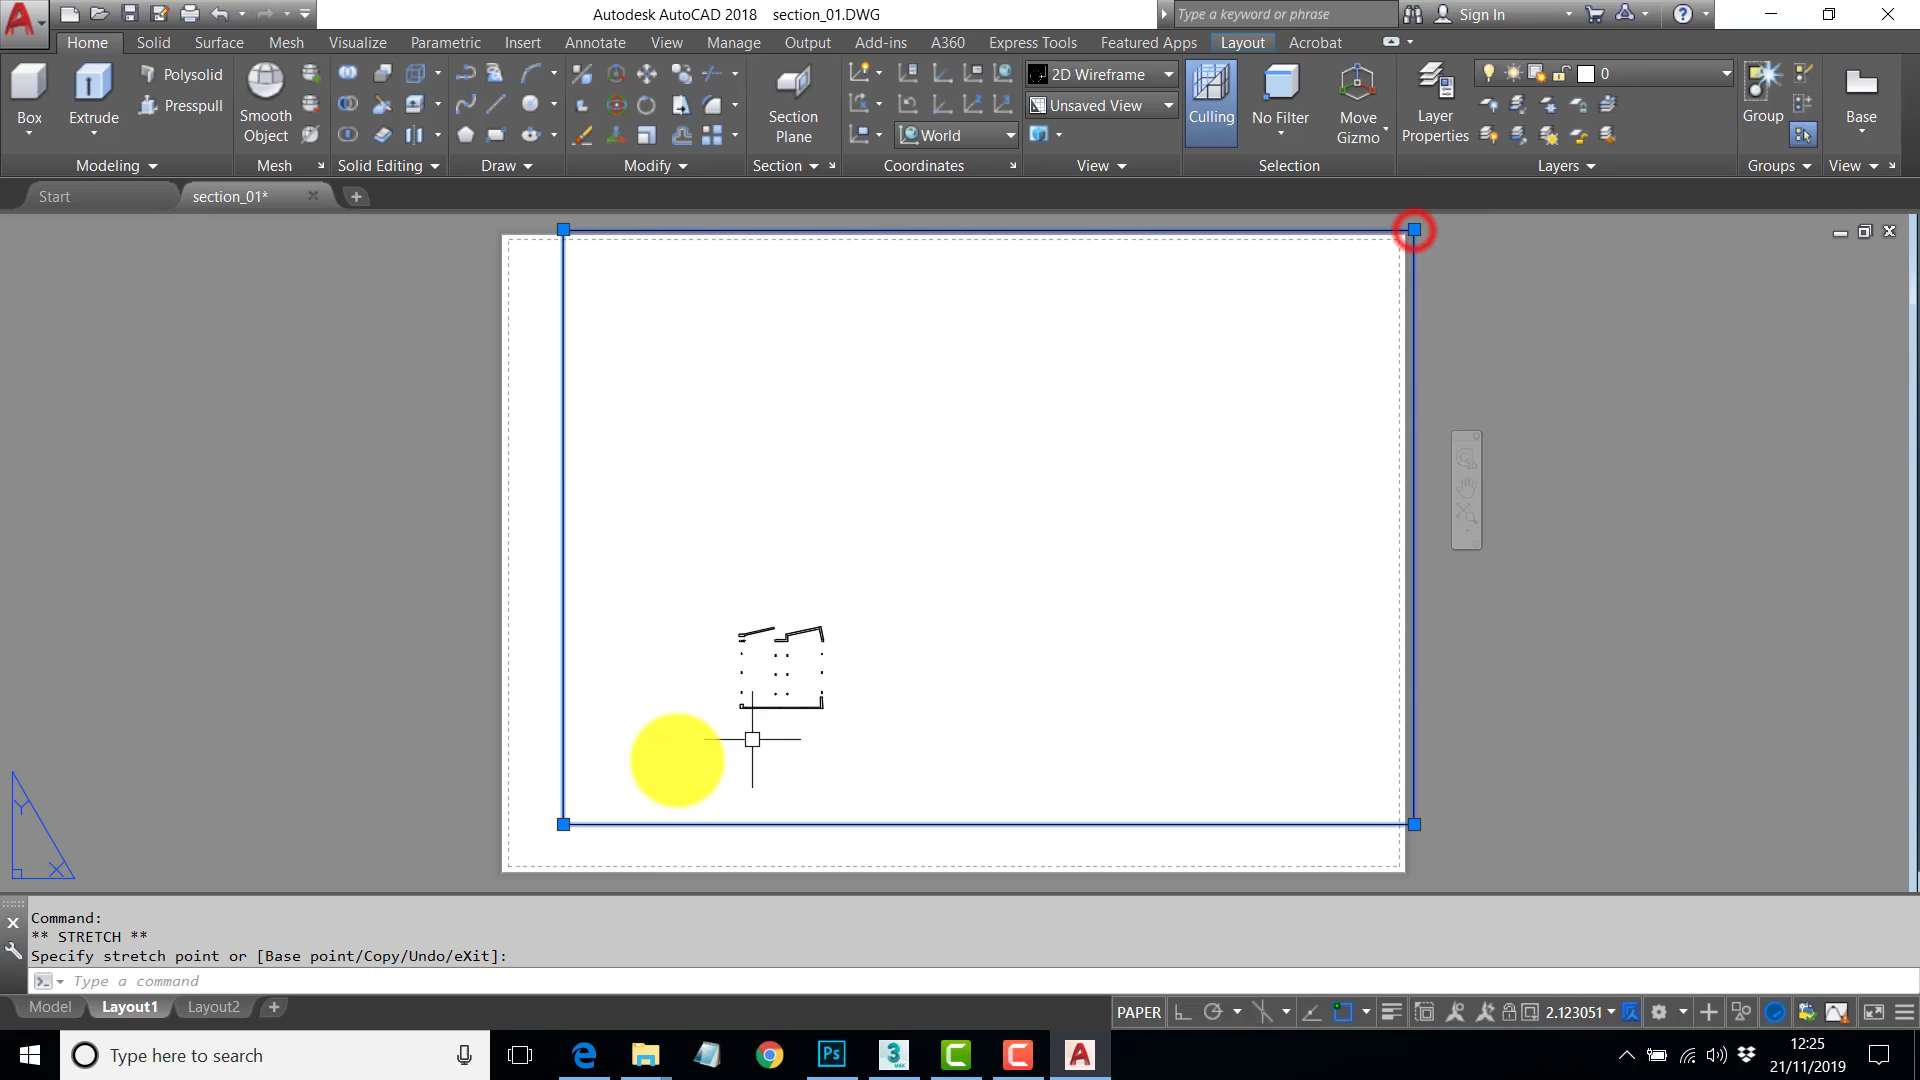 Autodesk AutoCAD 2018 section_01.DWG
Type a keyword or phrase
Sign In
Home Solid Surface Mesh Visualize Parametric Insert Annotate View Manage Output Add-ins A360 Express Tools Featured Apps Layout Acrobat
Box
Extrude
Polysolid
Presspull
Smooth
Object
Section
Plane
World
2D Wireframe
Unsaved View
Culling
No Filter
Move
Gizmo
Layer
Properties
0
Group
Base
Modeling Mesh Solid Editing Draw Modify Section Coordinates View Selection Layers Groups View
Start
section_01*
Y
X
Command:
** STRETCH **
Specify stretch point or [Base point/Copy/Undo/eXit]:
Type a command
Model Layout1 Layout2
PAPER
2.123051
Type here to search
Ps
3
MAX
C
C
A
12:25
21/11/2019